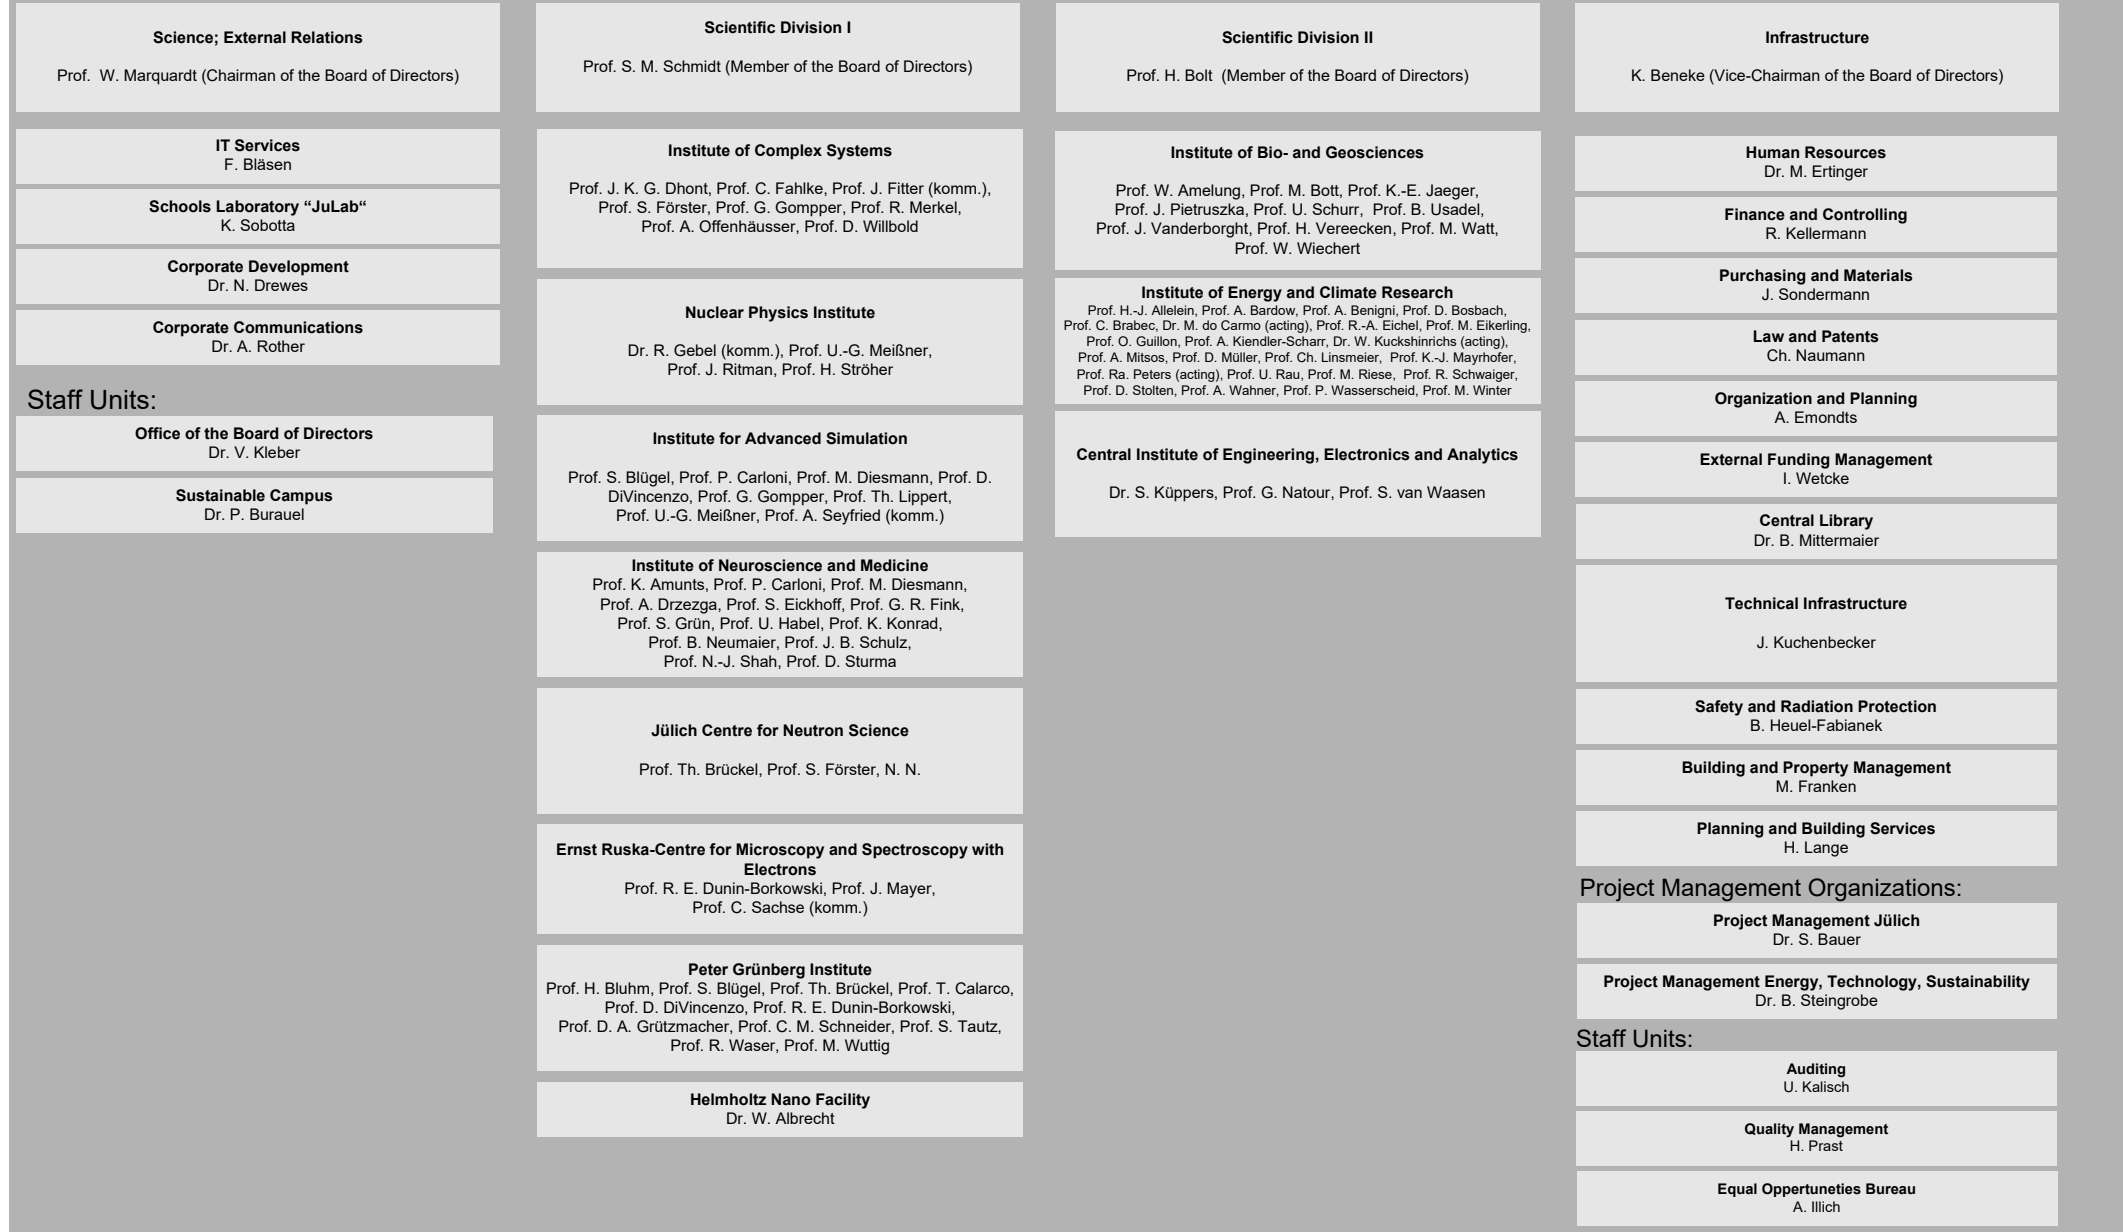 Science; External Relations
Prof. W. Marquardt (Chairman of the Board of Directors)
IT Services
F. Bläsen
Schools Laboratory “JuLab“
K. Sobotta
Corporate Development
Dr. N. Drewes
Corporate Communications
Dr. A. Rother
Staff Units:
Office of the Board of Directors
Dr. V. Kleber
Sustainable Campus
Dr. P. Burauel
Scientific Division I
Prof. S. M. Schmidt (Member of the Board of Directors)
Institute of Complex Systems
Prof. J. K. G. Dhont, Prof. C. Fahlke, Prof. J. Fitter (komm.),
Prof. S. Förster, Prof. G. Gompper, Prof. R. Merkel,
Prof. A. Offenhäusser, Prof. D. Willbold
Nuclear Physics Institute
Dr. R. Gebel (komm.), Prof. U.-G. Meißner,
Prof. J. Ritman, Prof. H. Ströher
Institute for Advanced Simulation
Prof. S. Blügel, Prof. P. Carloni, Prof. M. Diesmann, Prof. D.
DiVincenzo, Prof. G. Gompper, Prof. Th. Lippert,
Prof. U.-G. Meißner, Prof. A. Seyfried (komm.)
Institute of Neuroscience and Medicine
Prof. K. Amunts, Prof. P. Carloni, Prof. M. Diesmann,
Prof. A. Drzezga, Prof. S. Eickhoff, Prof. G. R. Fink,
Prof. S. Grün, Prof. U. Habel, Prof. K. Konrad,
Prof. B. Neumaier, Prof. J. B. Schulz,
Prof. N.-J. Shah, Prof. D. Sturma
Jülich Centre for Neutron Science
Prof. Th. Brückel, Prof. S. Förster, N. N.
Ernst Ruska-Centre for Microscopy and Spectroscopy with
Electrons
Prof. R. E. Dunin-Borkowski, Prof. J. Mayer,
Prof. C. Sachse (komm.)
Peter Grünberg Institute
Prof. H. Bluhm, Prof. S. Blügel, Prof. Th. Brückel, Prof. T. Calarco,
Prof. D. DiVincenzo, Prof. R. E. Dunin-Borkowski,
Prof. D. A. Grützmacher, Prof. C. M. Schneider, Prof. S. Tautz,
Prof. R. Waser, Prof. M. Wuttig
Helmholtz Nano Facility
Dr. W. Albrecht
Scientific Division II
Prof. H. Bolt (Member of the Board of Directors)
Institute of Bio- and Geosciences
Prof. W. Amelung, Prof. M. Bott, Prof. K.-E. Jaeger,
Prof. J. Pietruszka, Prof. U. Schurr, Prof. B. Usadel,
Prof. J. Vanderborght, Prof. H. Vereecken, Prof. M. Watt,
Prof. W. Wiechert
Institute of Energy and Climate Research
Prof. H.-J. Allelein, Prof. A. Bardow, Prof. A. Benigni, Prof. D. Bosbach,
Prof. C. Brabec, Dr. M. do Carmo (acting), Prof. R.-A. Eichel, Prof. M. Eikerling,
Prof. O. Guillon, Prof. A. Kiendler-Scharr, Dr. W. Kuckshinrichs (acting),
Prof. A. Mitsos, Prof. D. Müller, Prof. Ch. Linsmeier, Prof. K.-J. Mayrhofer,
Prof. Ra. Peters (acting), Prof. U. Rau, Prof. M. Riese, Prof. R. Schwaiger,
Prof. D. Stolten, Prof. A. Wahner, Prof. P. Wasserscheid, Prof. M. Winter
Central Institute of Engineering, Electronics and Analytics
Dr. S. Küppers, Prof. G. Natour, Prof. S. van Waasen
Infrastructure
K. Beneke (Vice-Chairman of the Board of Directors)
Human Resources
Dr. M. Ertinger
Finance and Controlling
R. Kellermann
Purchasing and Materials
J. Sondermann
Law and Patents
Ch. Naumann
Organization and Planning
A. Emondts
External Funding Management
I. Wetcke
Central Library
Dr. B. Mittermaier
Technical Infrastructure
J. Kuchenbecker
Safety and Radiation Protection
B. Heuel-Fabianek
Building and Property Management
M. Franken
Planning and Building Services
H. Lange
Project Management Organizations:
Project Management Jülich
Dr. S. Bauer
Project Management Energy, Technology, Sustainability
Dr. B. Steingrobe
Staff Units:
Auditing
U. Kalisch
Quality Management
H. Prast
Equal Oppertuneties Bureau
A. Illich